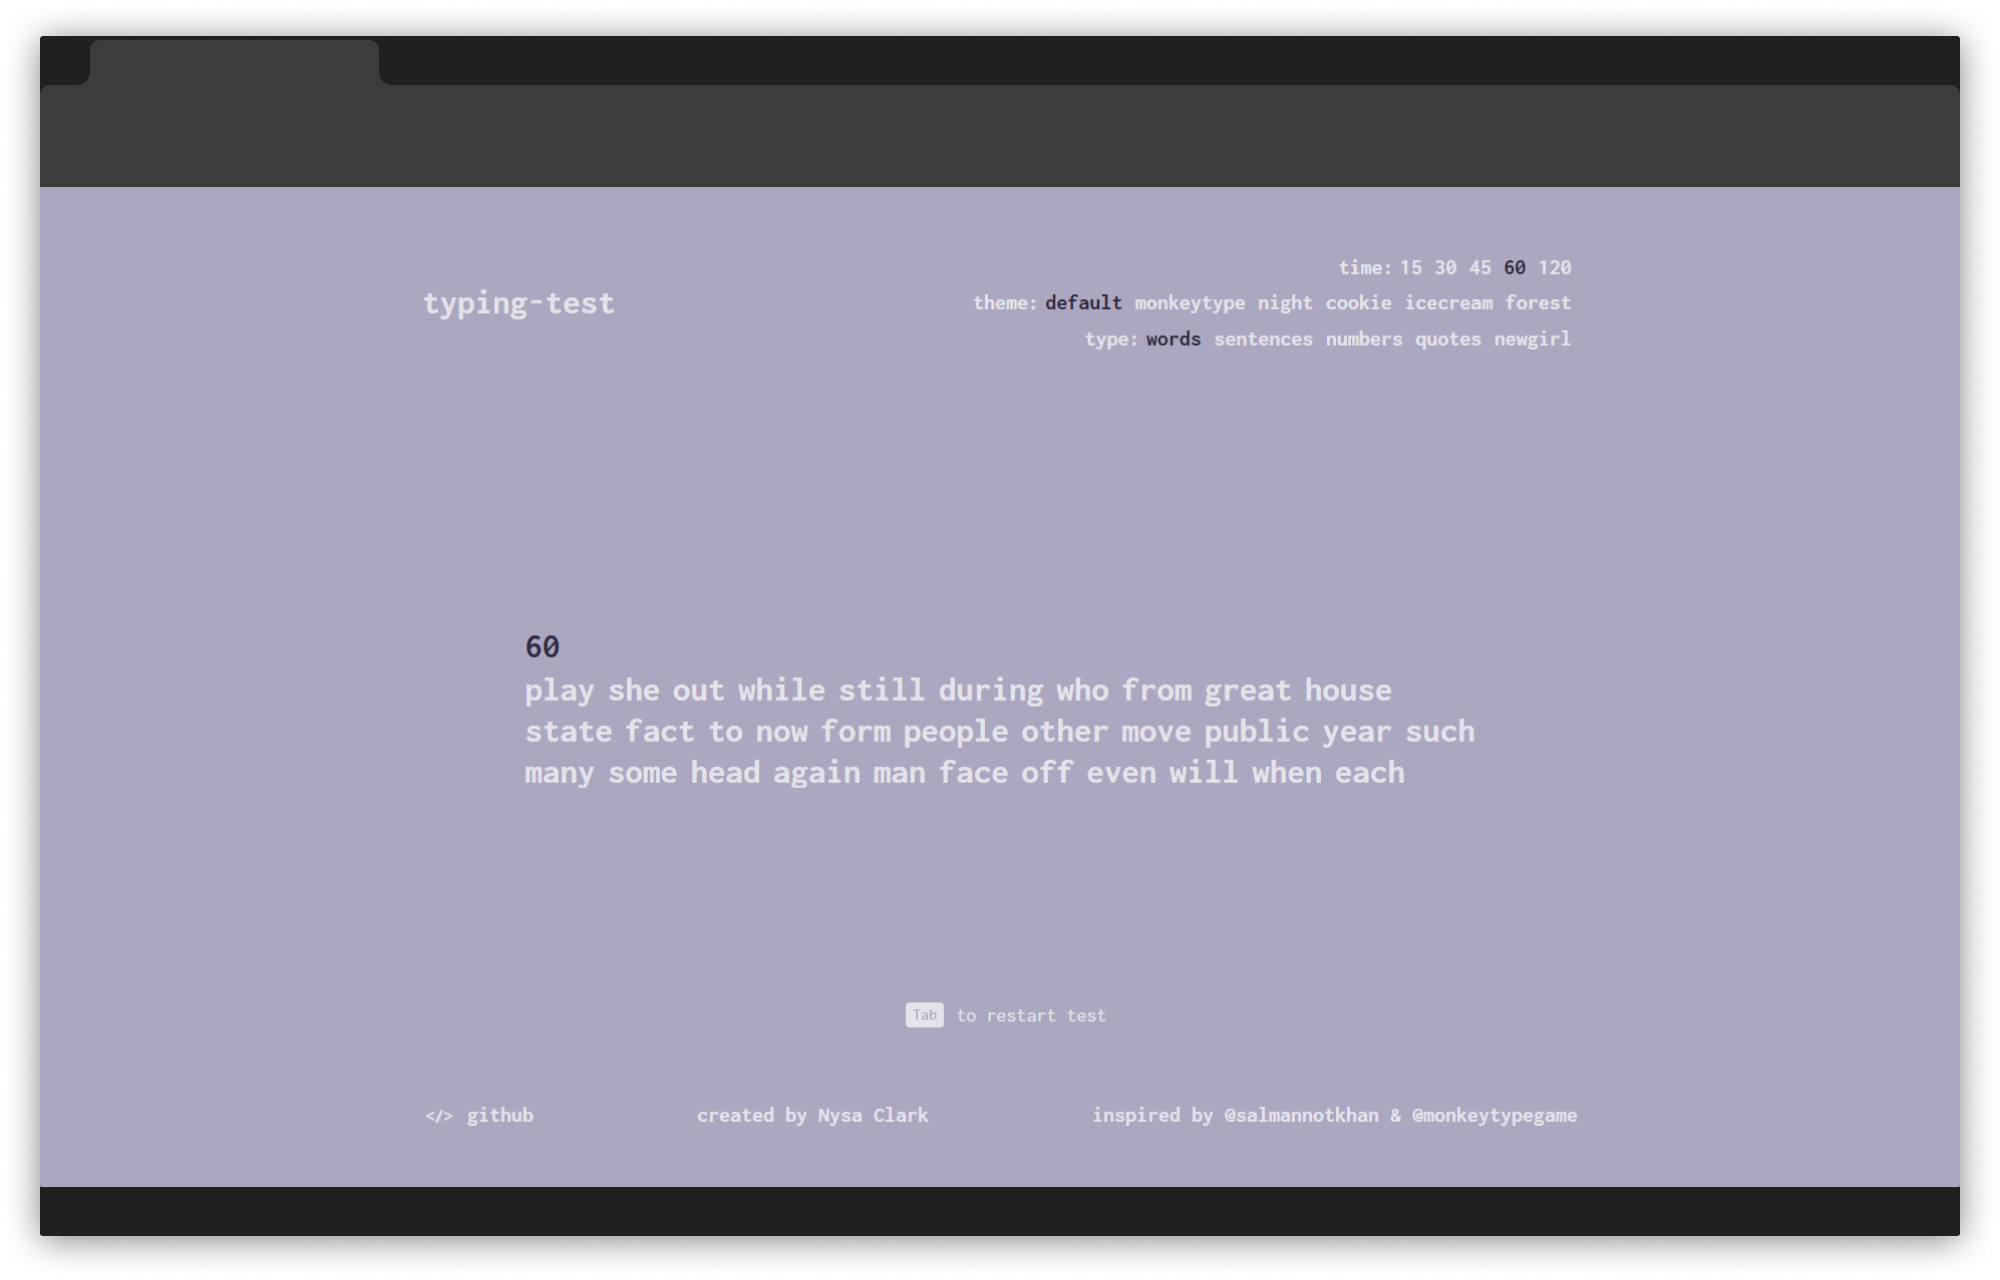 time: 15 30 45 60 120
typing-test
theme: default monkeytype night cookie icecream forest
type: words sentences numbers quotes newgirl
60
play she out while still during who from great house
state fact to now form people other move public year such
many some head again man face off even will when each
Tab to restart test
</> github
created by Nysa Clark
inspired by @salmannotkhan & @monkeytypegame